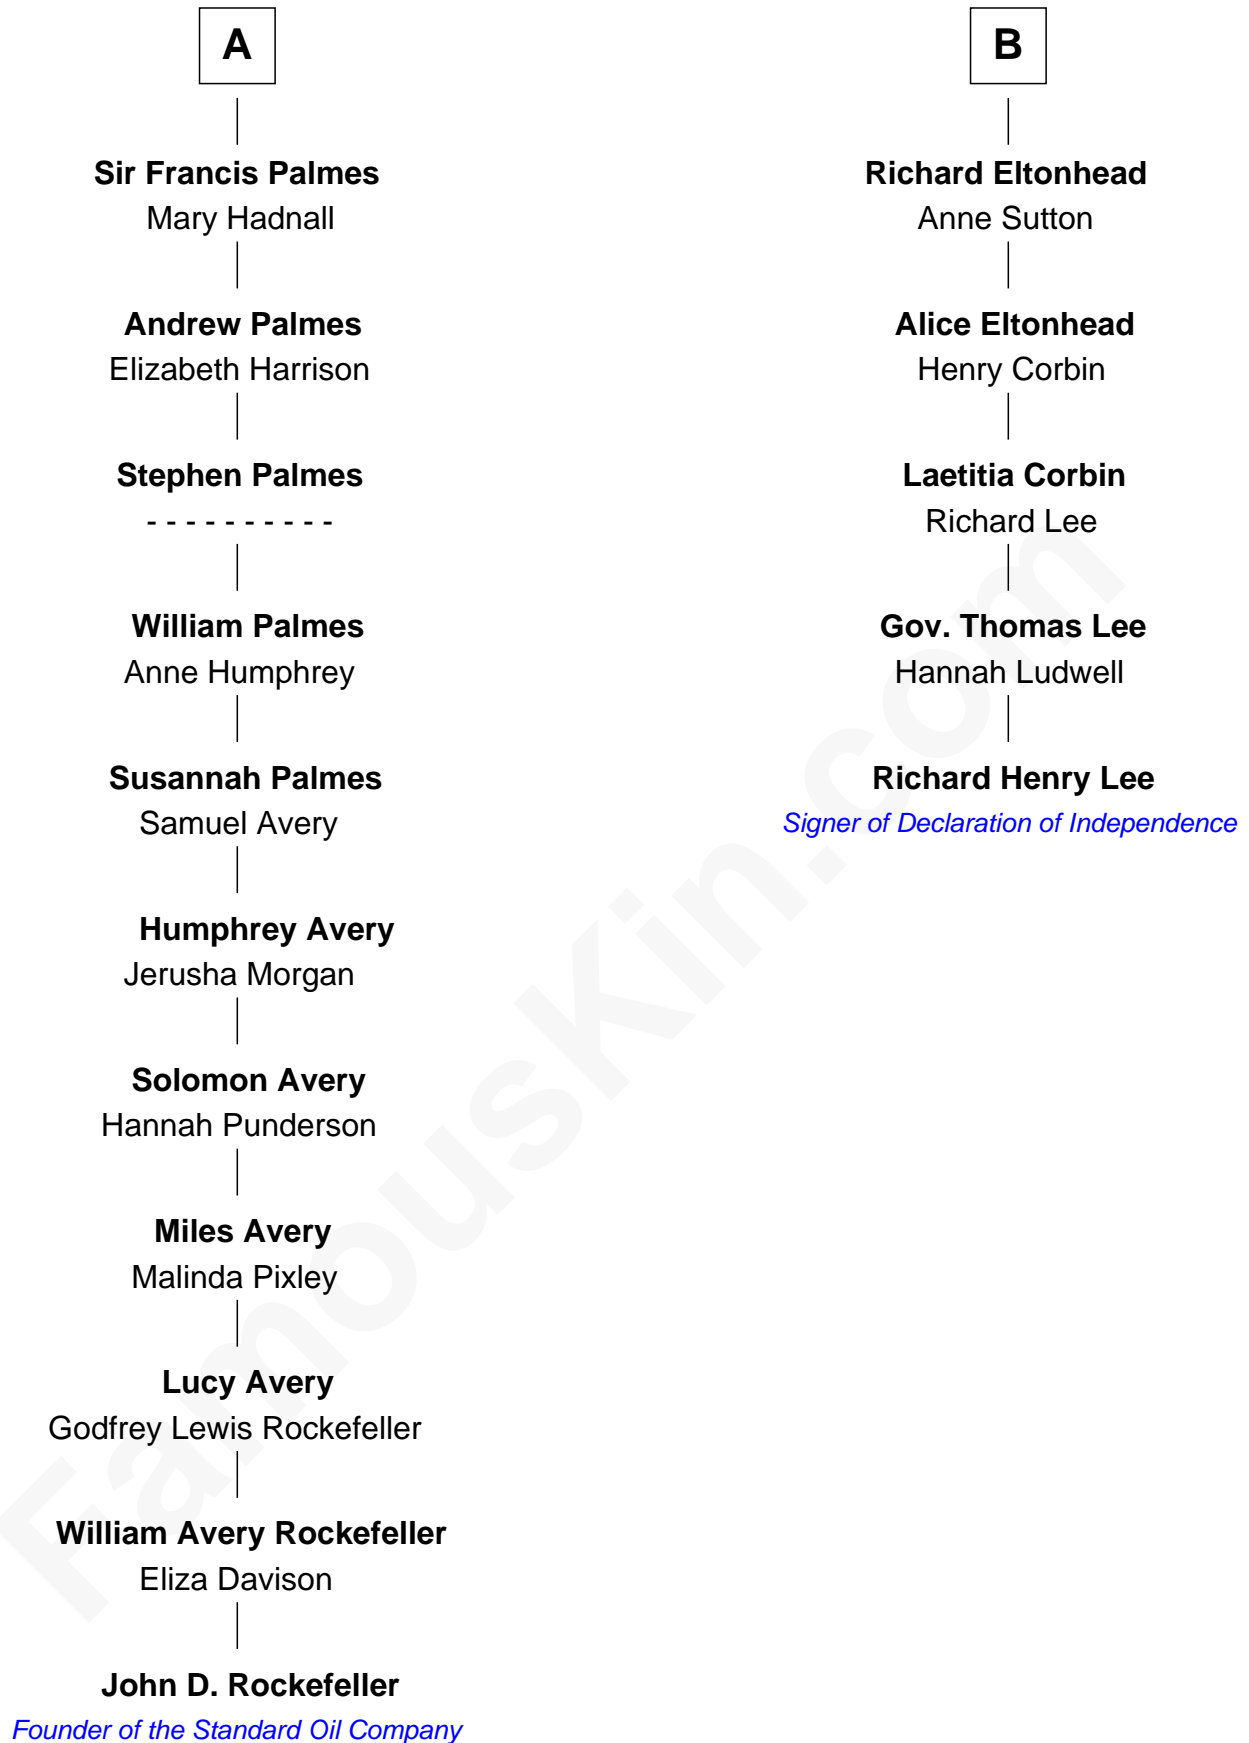 A
Sir Francis Palmes
Mary Hadnall
Andrew Palmes
Elizabeth Harrison
Stephen Palmes
- - - - - - - - - -
William Palmes
Anne Humphrey
Susannah Palmes
Samuel Avery
Humphrey Avery
Jerusha Morgan
Solomon Avery
Hannah Punderson
Miles Avery
Malinda Pixley
Lucy Avery
Godfrey Lewis Rockefeller
William Avery Rockefeller
Eliza Davison
John D. Rockefeller
Founder of the Standard Oil Company
B
Richard Eltonhead
Anne Sutton
Alice Eltonhead
Henry Corbin
Laetitia Corbin
Richard Lee
Gov. Thomas Lee
Hannah Ludwell
Richard Henry Lee
Signer of Declaration of Independence
FamousKin.com